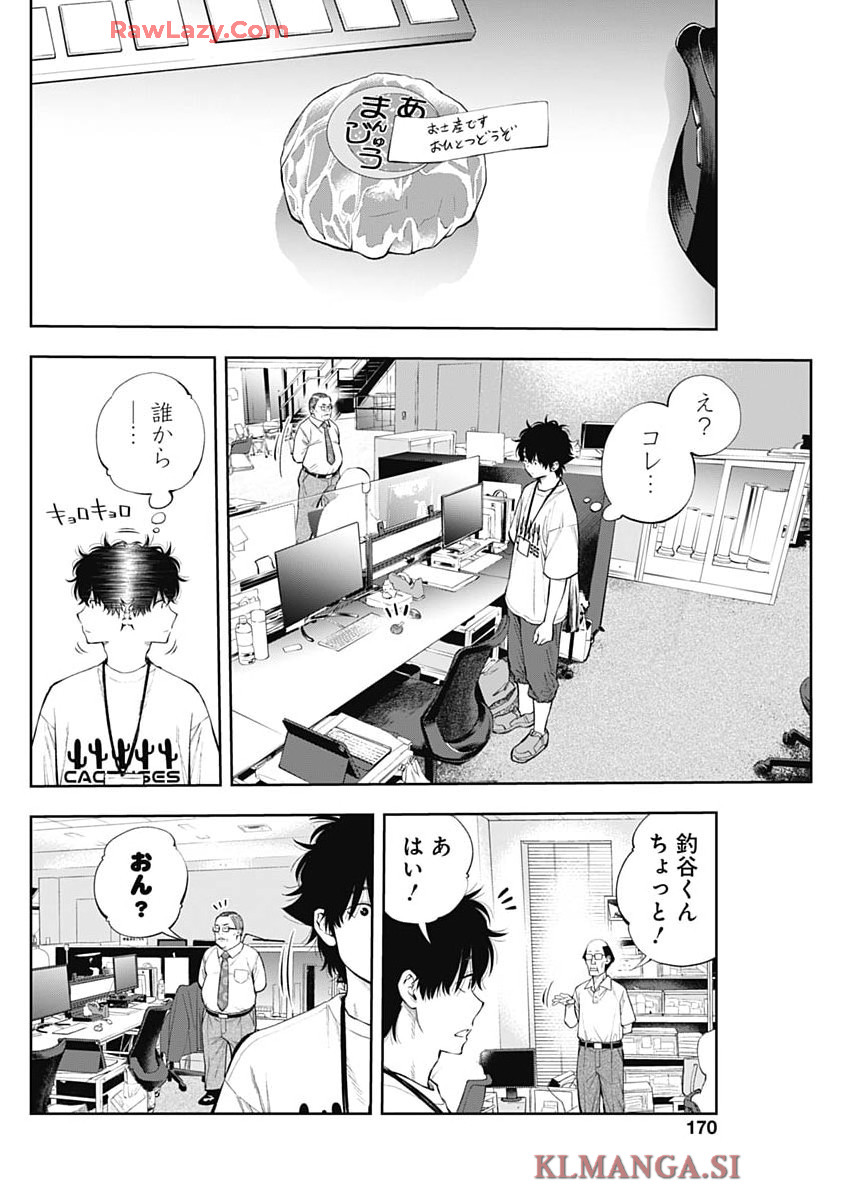 RawLazy.Com
あ
まんじゅう
お土産です
おひとつどうぞ
え？
コレ…
誰から
―…
キョロキョロ
釣谷くん
ちょっと！
あ
はい！
おん？
170
KLMANGA.SI